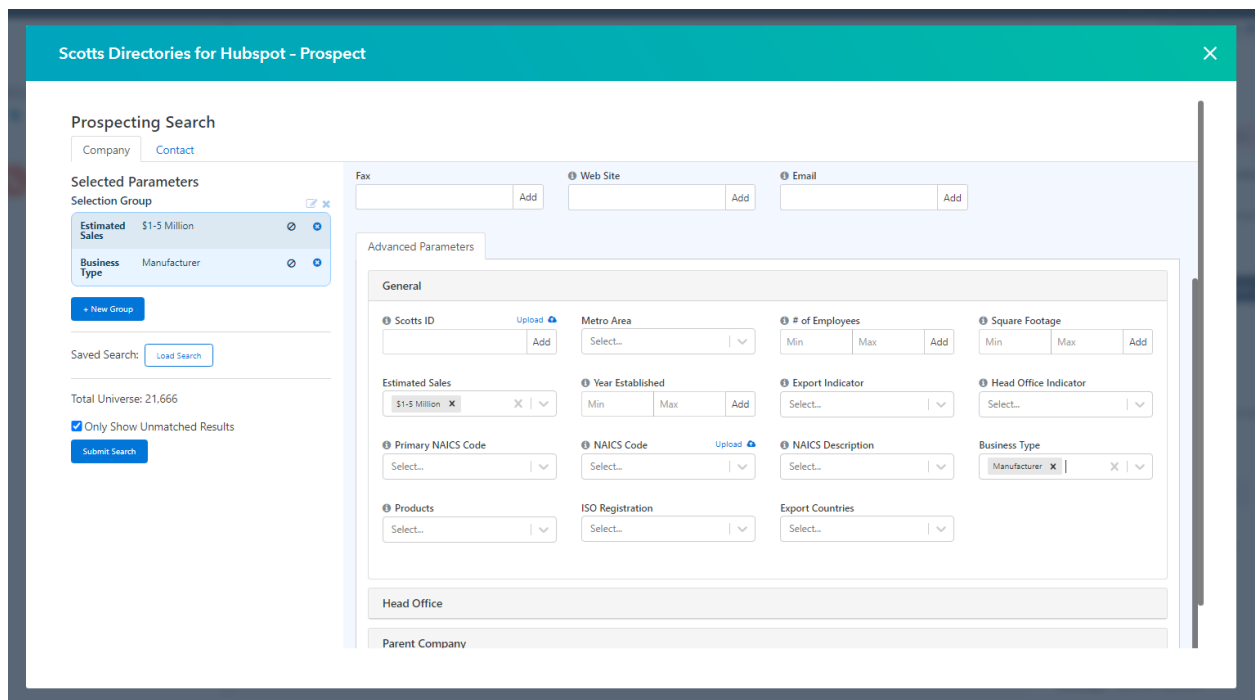 Scotts Directories for Hubspot - Prospect
Prospecting Search
Company Contact
Selected Parameters
Selection Group
Estimated Sales $1-5 Million
Business Type Manufacturer
+ New Group
Saved Search: Load Search
Total Universe: 21,666
Only Show Unmatched Results
Submit Search
Fax Web Site Email
Add Add Add
Advanced Parameters
General
Scotts ID Upload Metro Area # of Employees Square Footage
Add Select... Min Max Add Min Max Add
Estimated Sales Year Established Export Indicator Head Office Indicator
$1-5 Million Min Max Add Select... Select...
Primary NAICS Code NAICS Code Upload NAICS Description Business Type
Select... Select... Select... Manufacturer
Products ISO Registration Export Countries
Select... Select... Select...
Head Office
Parent Company